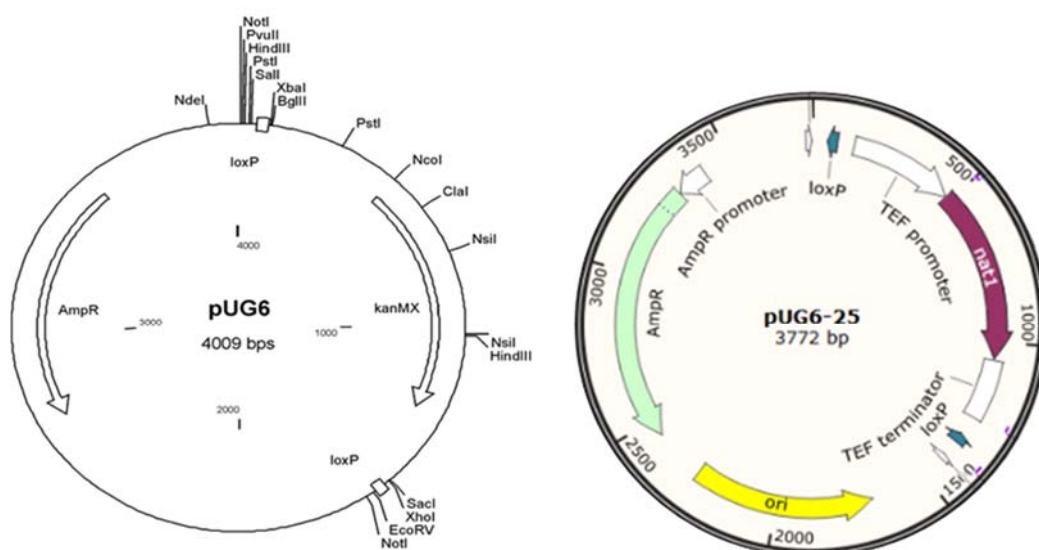 NotI
PvuII
HindIII
PstI
SalI
XbaI
BglII
NdeI
PstI
NcoI
ClaI
NsiI
NsiI
HindIII
loxP
4000
AmpR
pUG6
kanMX
3000
4009 bps
1000
2000
loxP
SacI
XhoI
EcoRV
NotI
3500
500
loxP
AmpR promoter
TEF promoter
nat1
3000
AmpR
pUG6-25
3772 bp
1000
TEF terminator
loxP
2500
1500
ori
2000